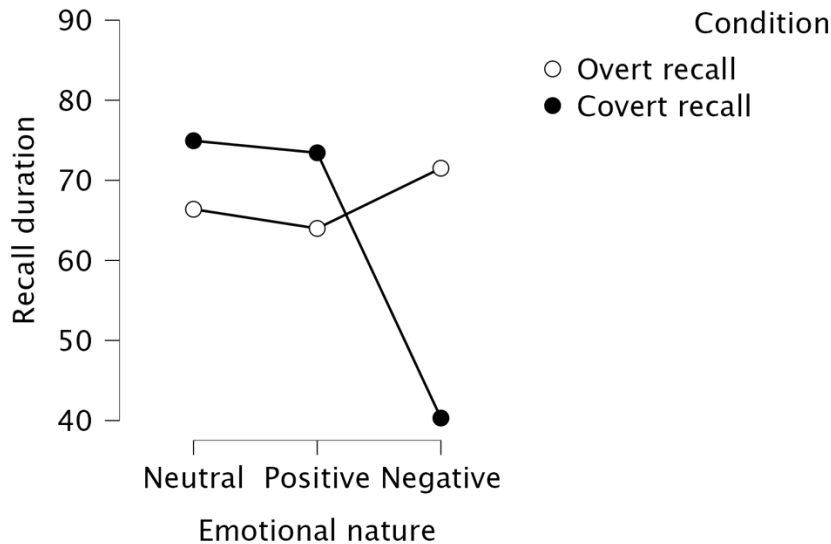 Condition
Overt recall
Covert recall
90
80
70
60
50
40
Recall duration
Neutral Positive Negative
Emotional nature